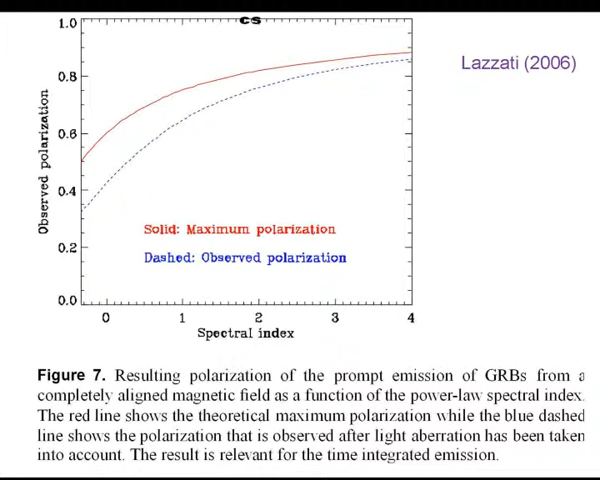 cs
1.0
Lazzati (2006)
0.8
0.6
0.4
0.2
0.0
Observed polarization
Solid: Maximum polarization
Dashed: Observed polarization
0 1 2 3 4
Spectral index
Figure 7. Resulting polarization of the prompt emission of GRBs from a
completely aligned magnetic field as a function of the power-law spectral index.
The red line shows the theoretical maximum polarization while the blue dashed
line shows the polarization that is observed after light aberration has been taken
into account. The result is relevant for the time integrated emission.